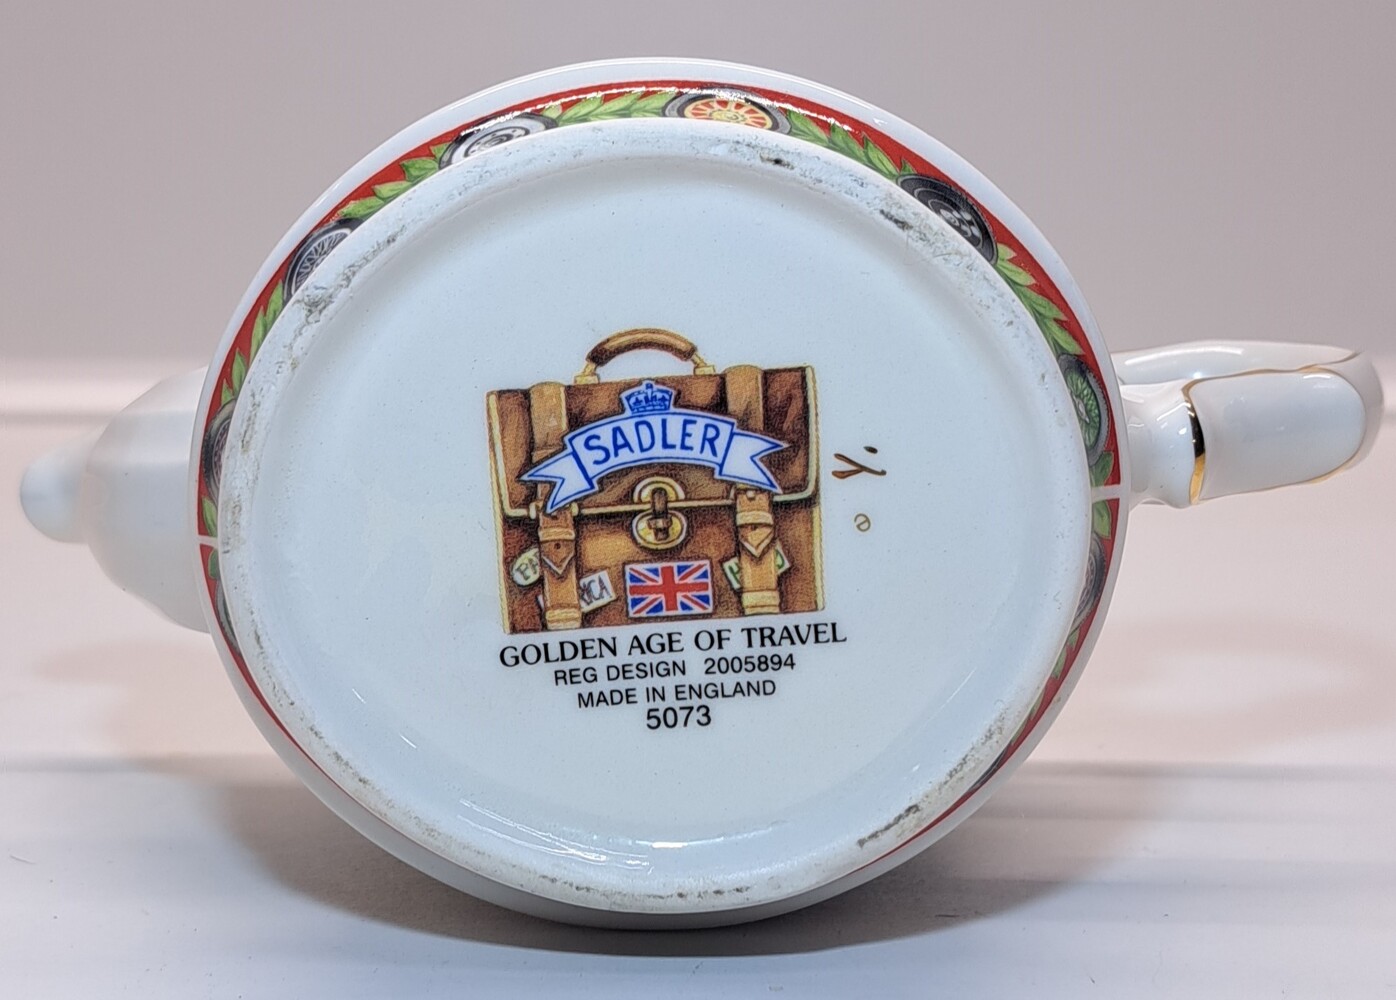 SADLER
GOLDEN AGE OF TRAVEL
REG DESIGN 2005894
MADE IN ENGLAND
5073